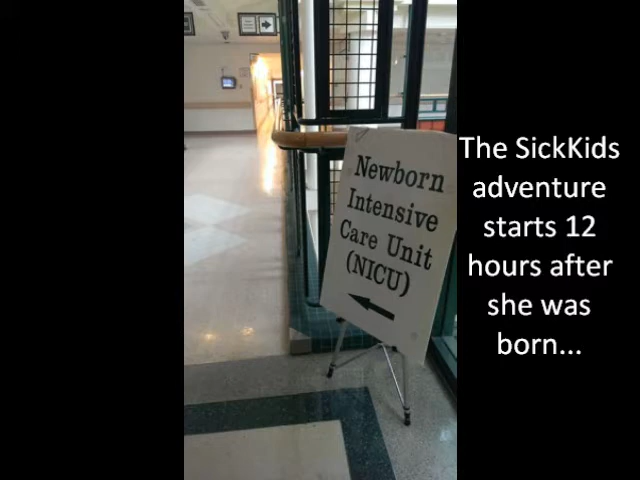 Newborn
Intensive
Care Unit
(NICU)
The SickKids
adventure
starts 12
hours after
she was
born...